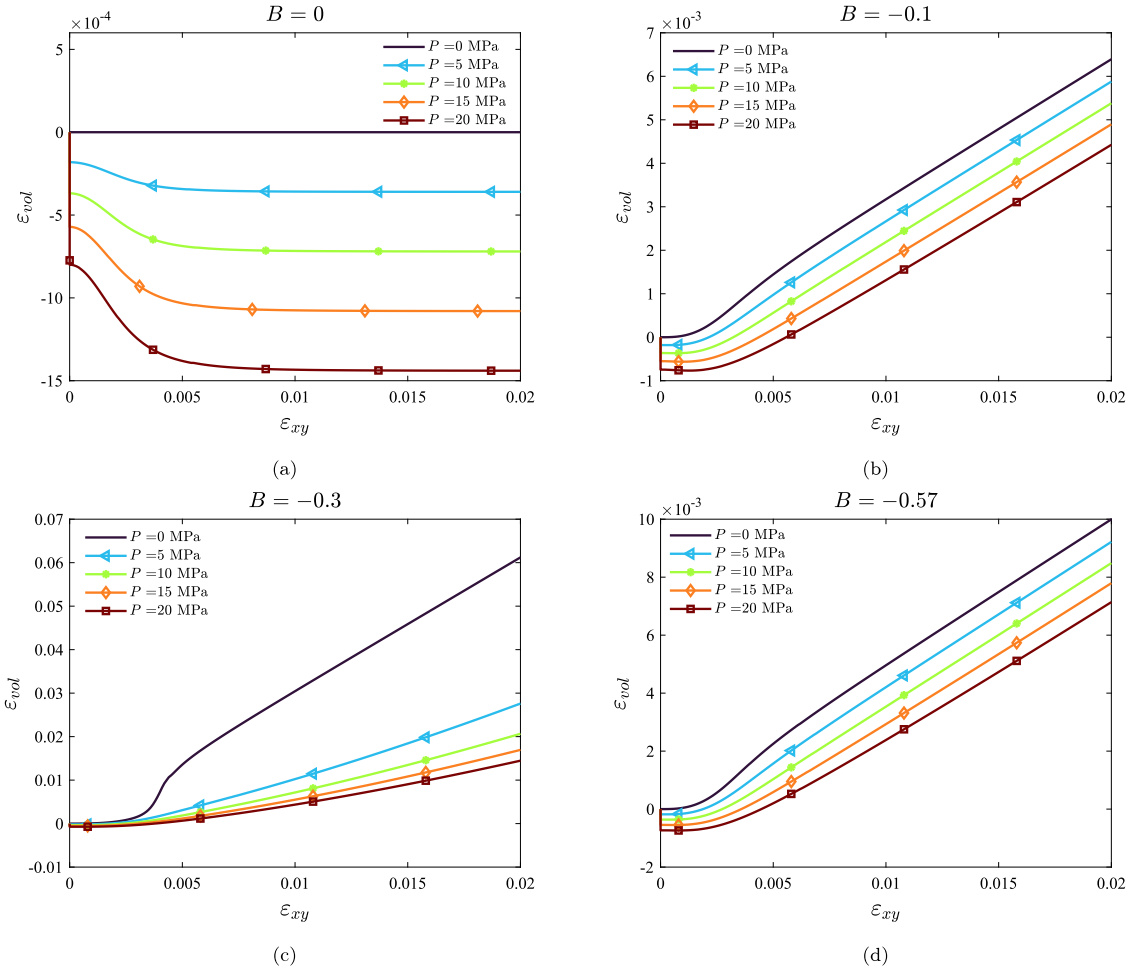 B = 0
×10⁻⁴
5
0
-5
-10
-15
P =0 MPa
P =5 MPa
P =10 MPa
P =15 MPa
P =20 MPa
ε_vol
0
0.005
0.01
0.015
0.02
ε_xy
(a)
B = −0.1
×10⁻³
7
6
5
4
3
2
1
0
-1
P =0 MPa
P =5 MPa
P =10 MPa
P =15 MPa
P =20 MPa
ε_vol
0
0.005
0.01
0.015
0.02
ε_xy
(b)
B = −0.3
0.07
0.06
0.05
0.04
0.03
0.02
0.01
0
-0.01
P =0 MPa
P =5 MPa
P =10 MPa
P =15 MPa
P =20 MPa
ε_vol
0
0.005
0.01
0.015
0.02
ε_xy
(c)
B = −0.57
×10⁻³
10
8
6
4
2
0
-2
P =0 MPa
P =5 MPa
P =10 MPa
P =15 MPa
P =20 MPa
ε_vol
0
0.005
0.01
0.015
0.02
ε_xy
(d)